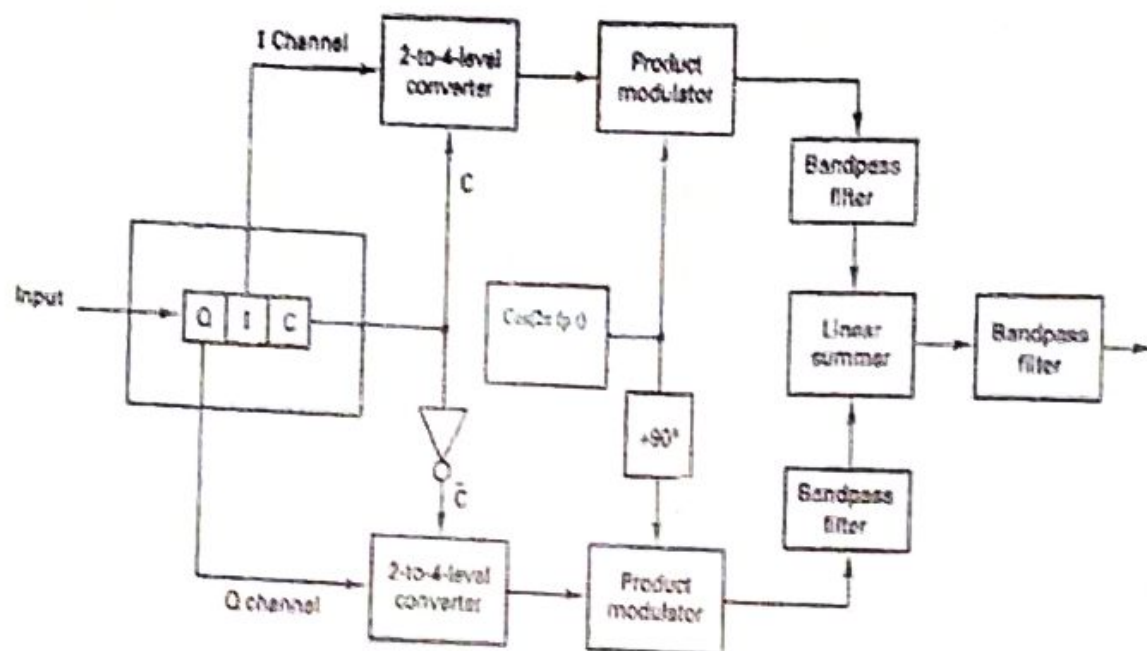 I Channel
2-to-4-level
converter
Product
modulator
Bandpass
filter
C
Input
Q I C
Linear
summer
Bandpass
filter
+90°
C̄
Bandpass
filter
2-to-4-level
converter
Product
modulator
Q channel